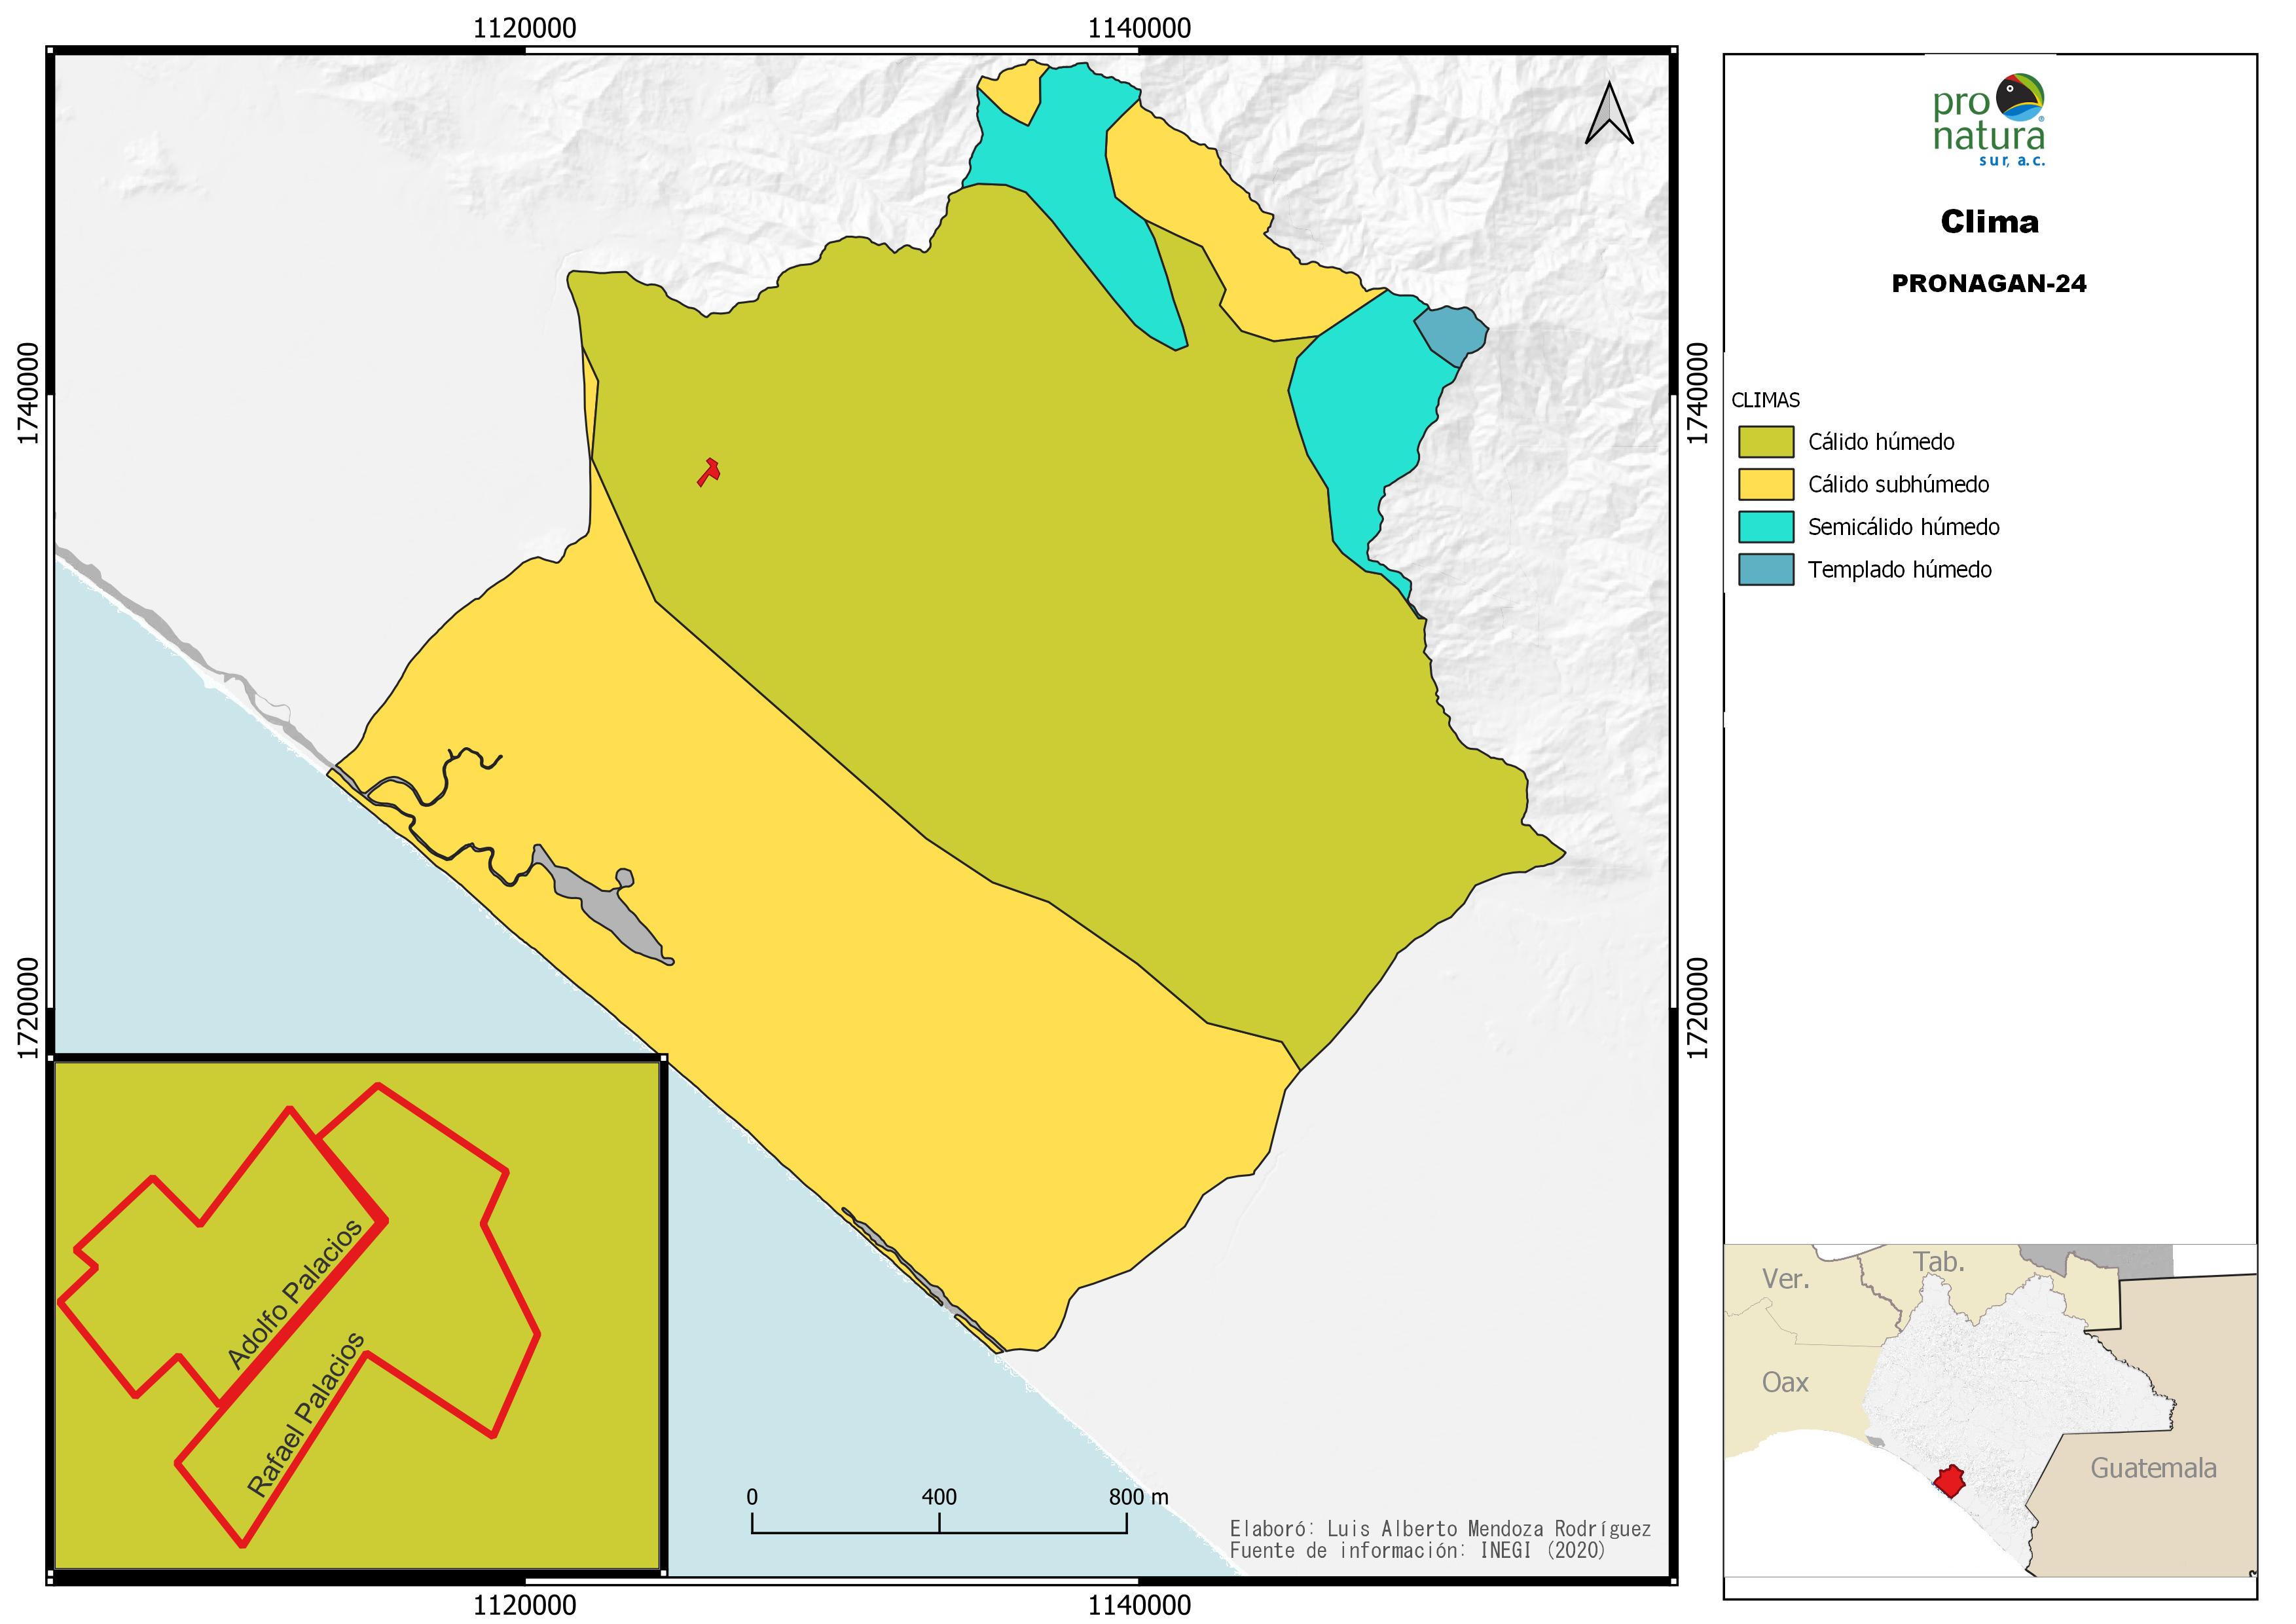 1120000
1140000
1740000
1740000
1720000
1720000
Adolfo Palacios
Rafael Palacios
0
400
800 m
Elaboró: Luis Alberto Mendoza Rodríguez
Fuente de información: INEGI (2020)
1120000
1140000
pro
natura
®
sur, a.c.
Clima
PRONAGAN-24
CLIMAS
Cálido húmedo
Cálido subhúmedo
Semicálido húmedo
Templado húmedo
Ver.
Tab.
Oax
Guatemala